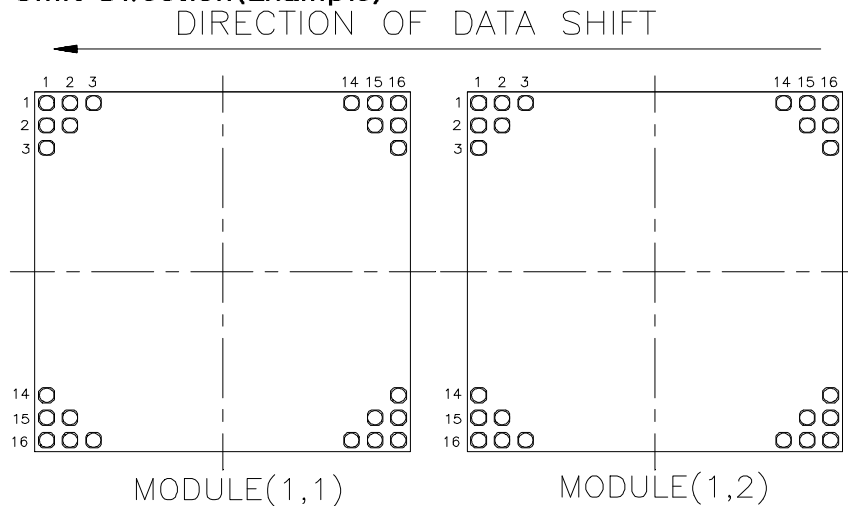 DIRECTION OF DATA SHIFT
1 2 3 14 15 16 1 2 3 14 15 16
1 1
2 2
3 3
14 14
15 15
16 16
MODULE(1,1) MODULE(1,2)